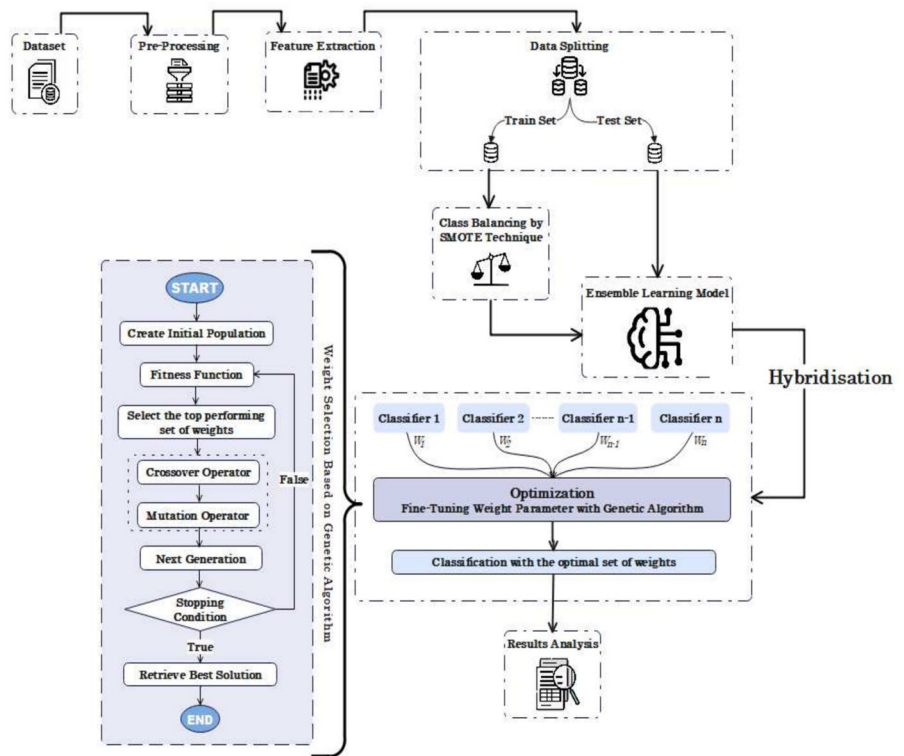 Dataset
Pre-Processing
Feature Extraction
Data Splitting
Train Set
Test Set
Class Balancing by
SMOTE Technique
Ensemble Learning Model
Hybridisation
START
Create Initial Population
Fitness Function
Select the top performing
set of weights
Crossover Operator
Mutation Operator
False
Next Generation
Stopping
Condition
True
Retrieve Best Solution
END
Weight Selection Based on Genetic Algorithm
Classifier 1
Classifier 2
Classifier n-1
Classifier n
W1
W2
Wn-1
Wn
Optimization
Fine-Tuning Weight Parameter with Genetic Algorithm
Classification with the optimal set of weights
Results Analysis